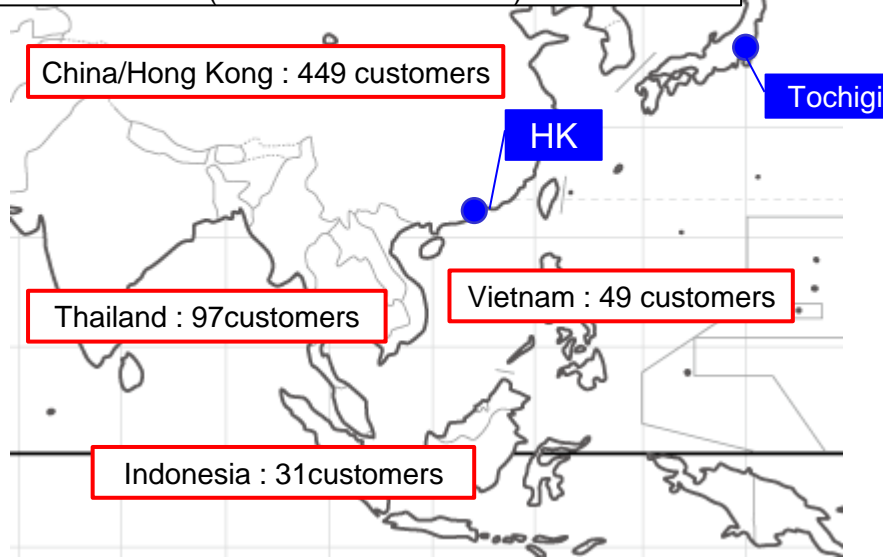 China/Hong Kong : 449 customers
Tochigi
HK
Vietnam : 49 customers
Thailand : 97customers
Indonesia : 31customers